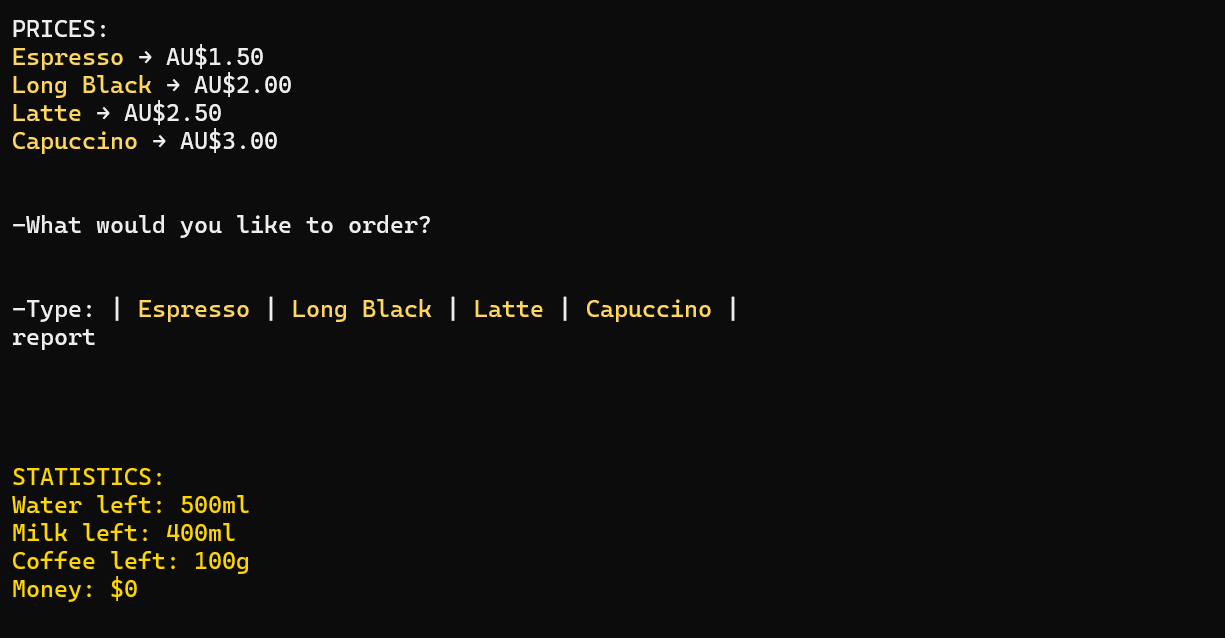 PRICES:
Espresso → AU$1.50
Long Black → AU$2.00
Latte → AU$2.50
Capuccino → AU$3.00
—What would you like to order?
—Type: | Espresso | Long Black | Latte | Capuccino |
report
STATISTICS:
Water left: 500ml
Milk left: 400ml
Coffee left: 100g
Money: $0